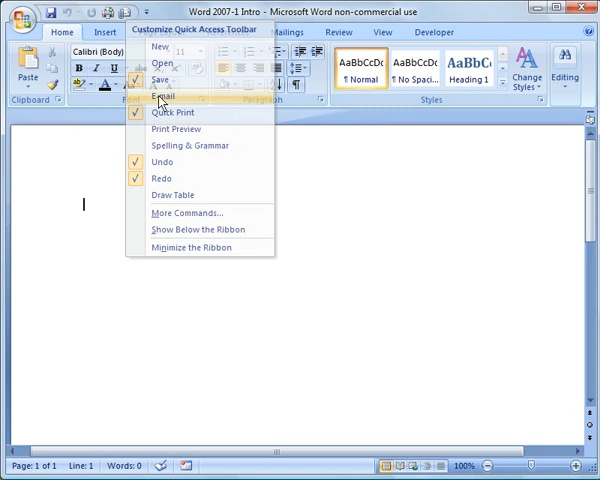 Word 2007-1 Intro - Microsoft Word non-commercial use
Home Insert Mailings Review View Developer
Customize Quick Access Toolbar
New
Open
Save
E-mail
Quick Print
Print Preview
Spelling & Grammar
Undo
Redo
Draw Table
More Commands...
Show Below the Ribbon
Minimize the Ribbon
Paste
Clipboard
Calibri (Body) 11
B I U
Font
Paragraph
AaBbCcDc AaBbCcDc AaBbC
¶ Normal ¶ No Spaci... Heading 1
Change
Styles
Styles
Editing
Page: 1 of 1 Line: 1 Words: 0 100%